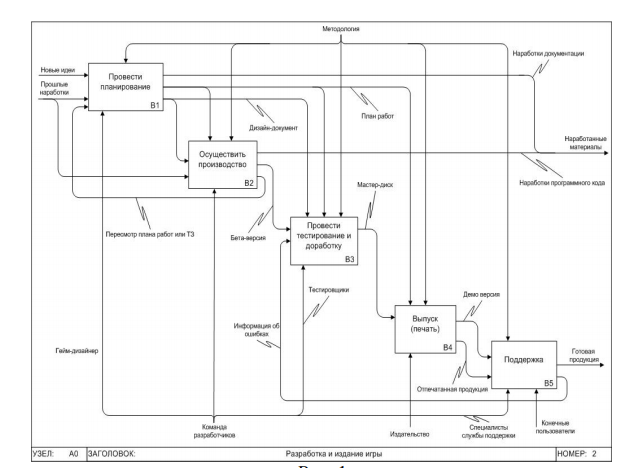 Методология
Новые идеи
Прошлые
наработки
Провести
планирование
B1
Наработки документации
План работ
Дизайн-документ
Осуществить
производство
B2
Наработанные
материалы
Наработки программного кода
Пересмотр плана работ или ТЗ
Бета-версия
Провести
тестирование и
доработку
B3
Мастер-диск
Тестировщики
Информация об
ошибках
Демо версия
Выпуск
(печать)
B4
Гейм-дизайнер
Поддержка
B5
Готовая
продукция
Отпечатанная продукция
Команда
разработчиков
Издательство
Специалисты
службы поддержки
Конечные
пользователи
УЗЕЛ: A0 ЗАГОЛОВОК: Разработка и издание игры НОМЕР: 2